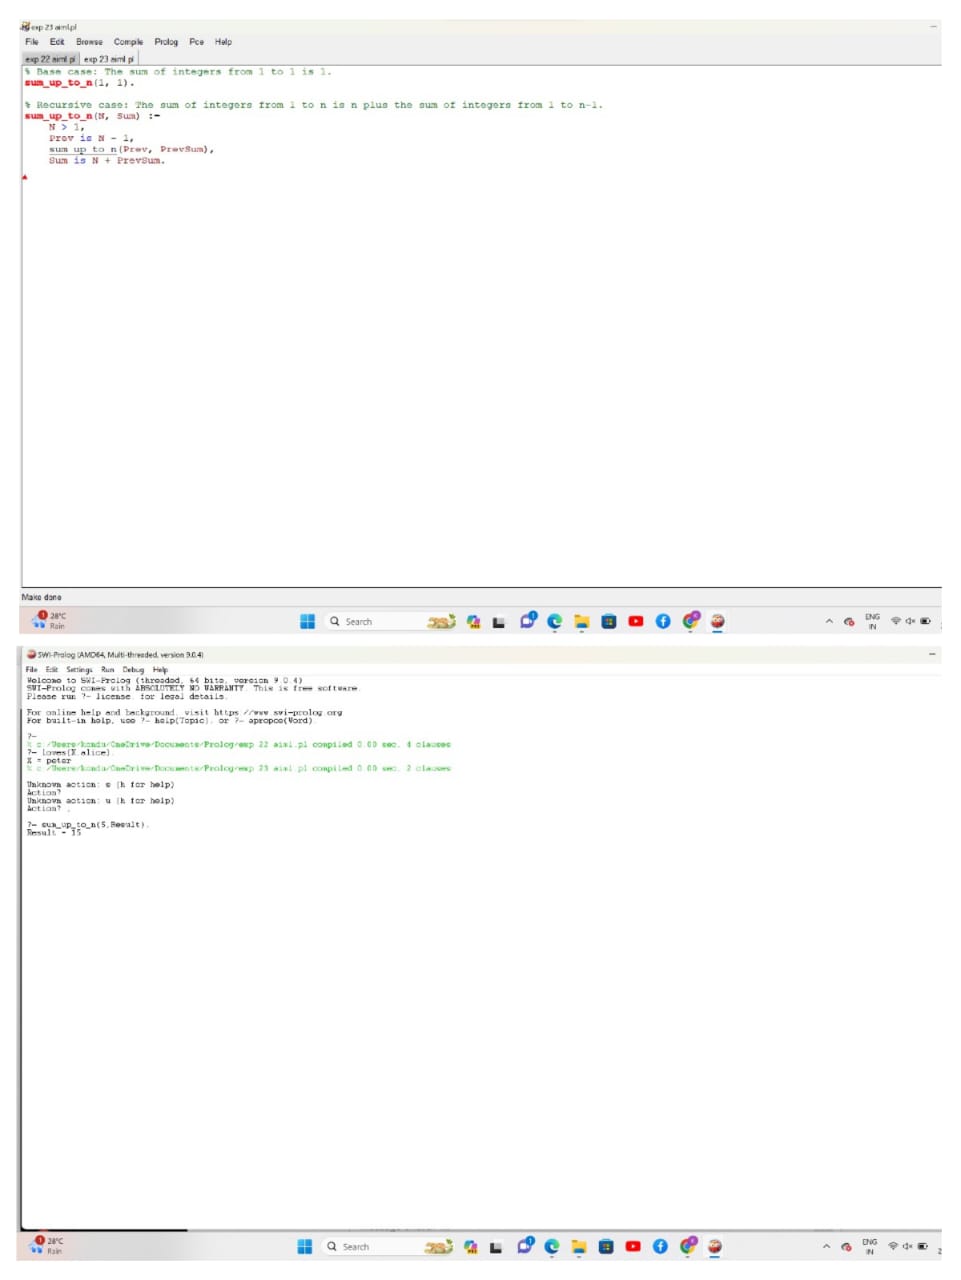 exp 23 aiml.pl
File Edit Browse Compile Prolog Pce Help
exp 22 aiml.pl exp 23 aiml.pl
% Base case: The sum of integers from 1 to 1 is 1.
sum_up_to_n(1, 1).
% Recursive case: The sum of integers from 1 to n is n plus the sum of integers from 1 to n-1.
sum_up_to_n(N, Sum) :-
N > 1,
Prev is N - 1,
sum_up_to_n(Prev, PrevSum),
Sum is N + PrevSum.
Make done
1
28°C
Rain
Search
ENG
IN
SWI-Prolog (AMD64, Multi-threaded, version 9.0.4)
File Edit Settings Run Debug Help
Welcome to SWI-Prolog (threaded, 64 bits, version 9.0.4)
SWI-Prolog comes with ABSOLUTELY NO WARRANTY. This is free software.
Please run ?- license. for legal details.
For online help and background, visit https://www.swi-prolog.org
For built-in help, use ?- help(Topic). or ?- apropos(Word).
?-
% c:/Users/kondu/OneDrive/Documents/Prolog/exp 22 aiml.pl compiled 0.00 sec, 4 clauses
?- loves(X,alice).
X = peter
% c:/Users/kondu/OneDrive/Documents/Prolog/exp 23 aiml.pl compiled 0.00 sec, 2 clauses
Unknown action: s (h for help)
Action?
Unknown action: u (h for help)
Action? .
?- sum_up_to_n(5,Result).
Result = 15
1
28°C
Rain
Search
ENG
IN